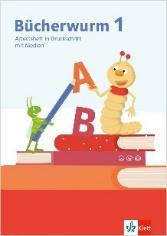 Bücherwurm 1
Arbeitsheft in Druckschrift
mit Medien
A
B
Klett